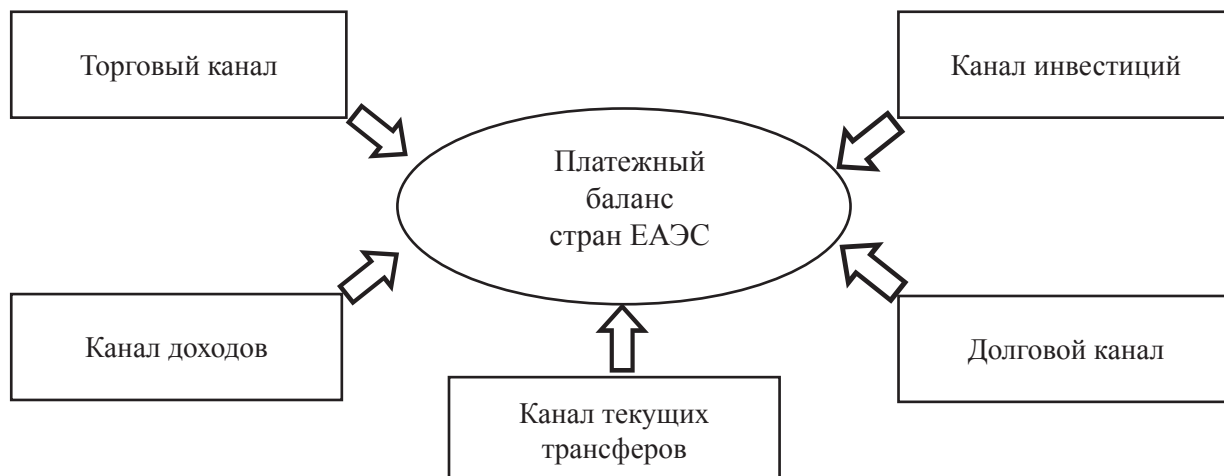 Торговый канал
Канал инвестиций
Платежный
баланс
стран ЕАЭС
Канал доходов
Долговой канал
Канал текущих
трансферов